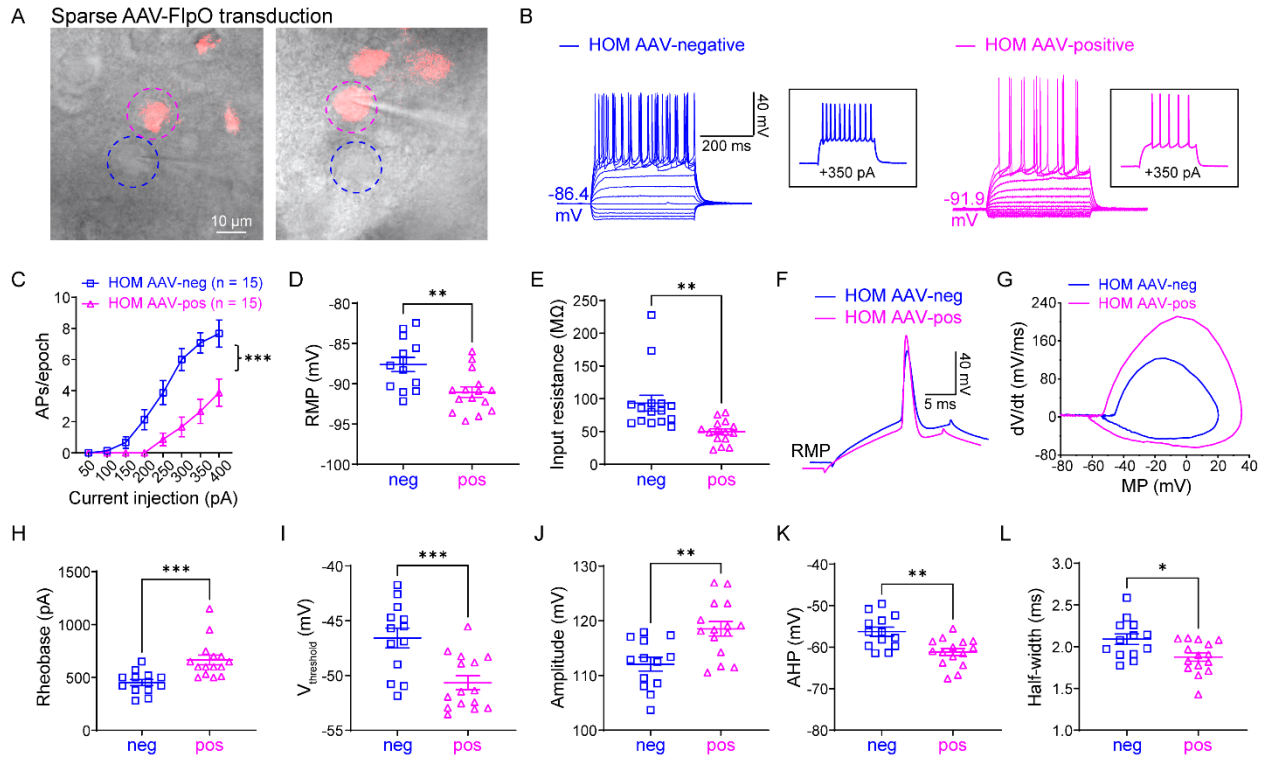 A Sparse AAV-FlpO transduction
10 µm
B
HOM AAV-negative
HOM AAV-positive
40 mV
200 ms
-86.4
mV
+350 pA
-91.9
mV
+350 pA
C
HOM AAV-neg (n = 15)
HOM AAV-pos (n = 15)
APs/epoch
10
8
6
4
2
0
***
50 100 150 200 250 300 350 400
Current injection (pA)
D
RMP (mV)
-80
-85
-90
-95
-100
**
neg pos
E
Input resistance (MΩ)
250
200
150
100
50
0
**
neg pos
F
HOM AAV-neg
HOM AAV-pos
40 mV
5 ms
RMP
G
HOM AAV-neg
HOM AAV-pos
dV/dt (mV/ms)
240
160
80
0
-80
-80 -60 -40 -20 0 20 40
MP (mV)
H
Rheobase (pA)
1500
1000
500
0
***
neg pos
I
Vthreshold (mV)
-40
-45
-50
-55
***
neg pos
J
Amplitude (mV)
130
120
110
100
**
neg pos
K
AHP (mV)
-40
-50
-60
-70
-80
**
neg pos
L
Half-width (ms)
3.0
2.5
2.0
1.5
1.0
*
neg pos